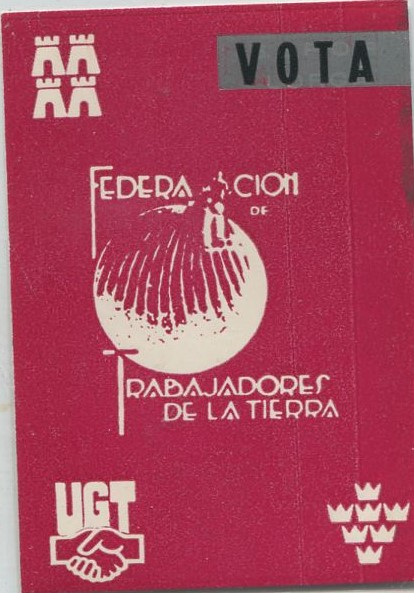 VOTA
FEDERACION
DE
TRABAJADORES
DE LA TIERRA
UGT